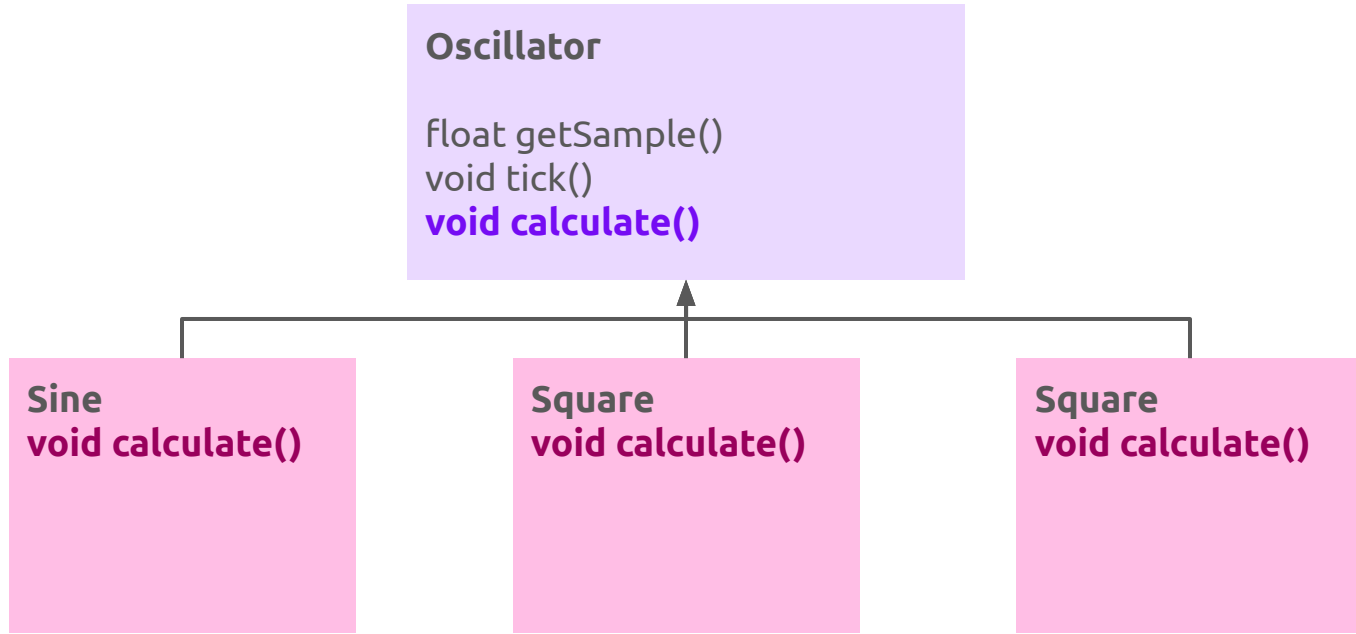 Oscillator
float getSample()
void tick()
void calculate()
Sine
void calculate()
Square
void calculate()
Square
void calculate()